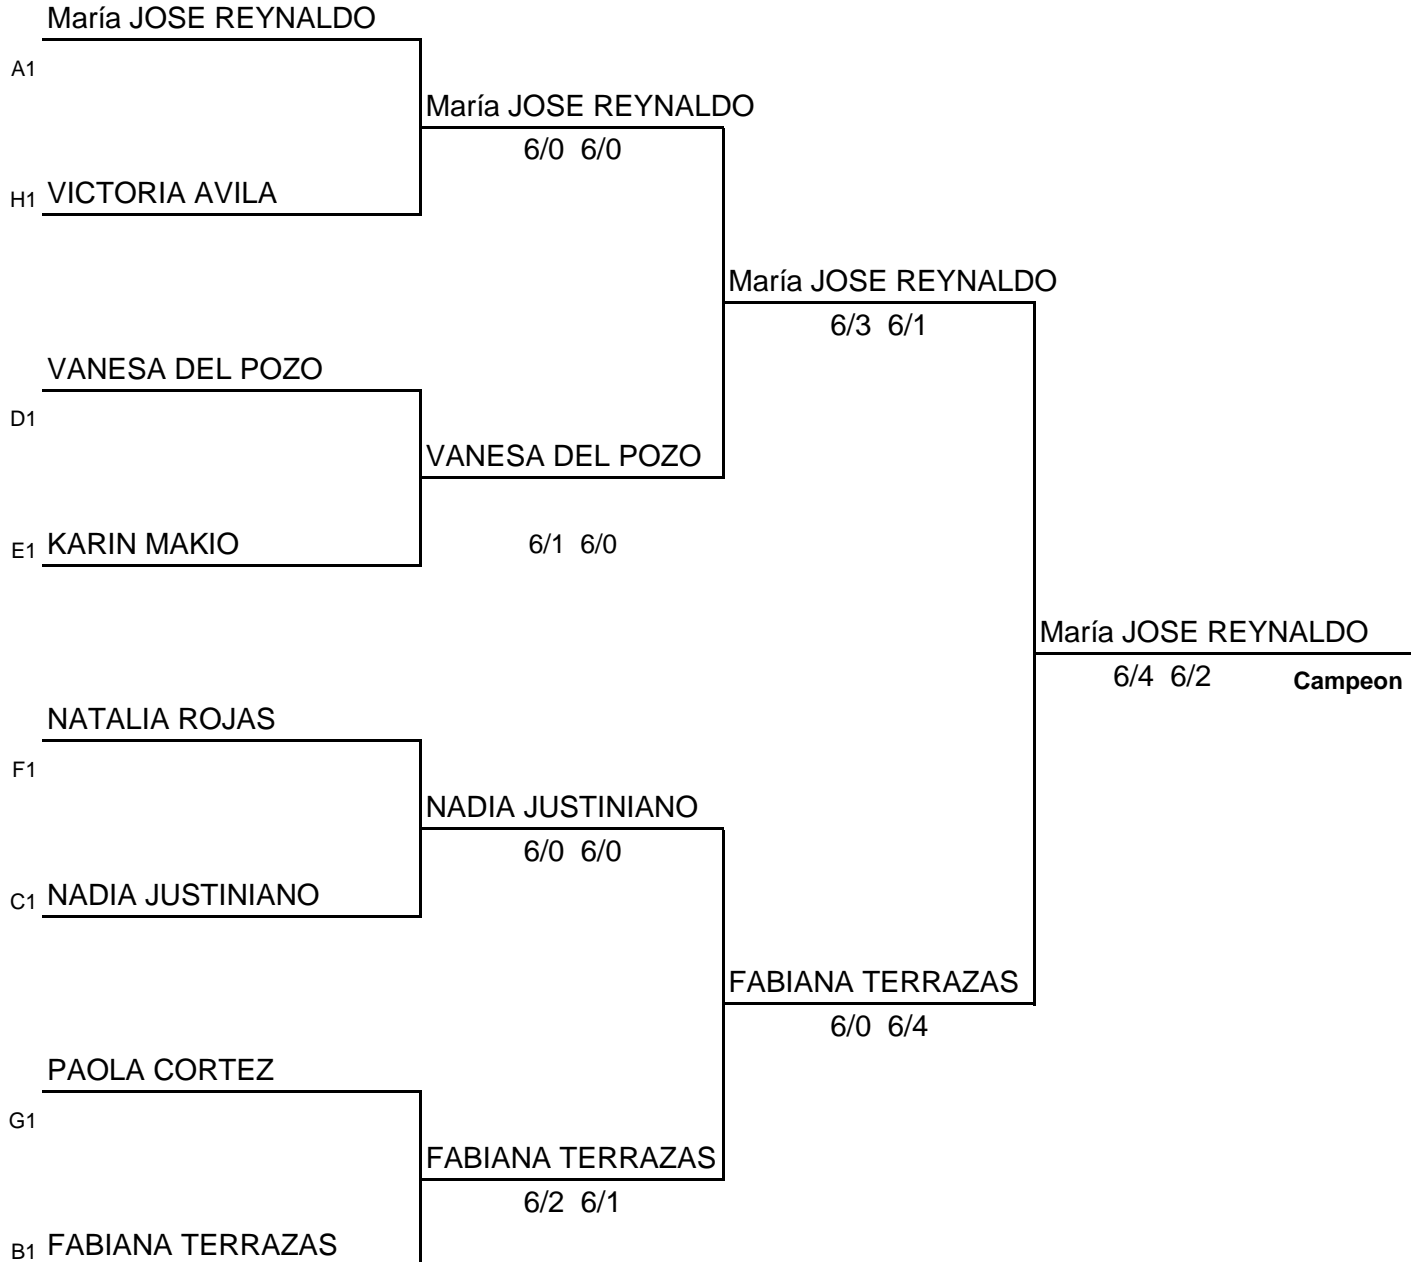 María JOSE REYNALDO
A1
María JOSE REYNALDO
6/0 6/0
H1 VICTORIA AVILA
María JOSE REYNALDO
6/3 6/1
VANESA DEL POZO
D1
VANESA DEL POZO
E1 KARIN MAKIO 6/1 6/0
María JOSE REYNALDO
6/4 6/2 Campeon
NATALIA ROJAS
F1
NADIA JUSTINIANO
6/0 6/0
C1 NADIA JUSTINIANO
FABIANA TERRAZAS
6/0 6/4
PAOLA CORTEZ
G1
FABIANA TERRAZAS
6/2 6/1
B1 FABIANA TERRAZAS